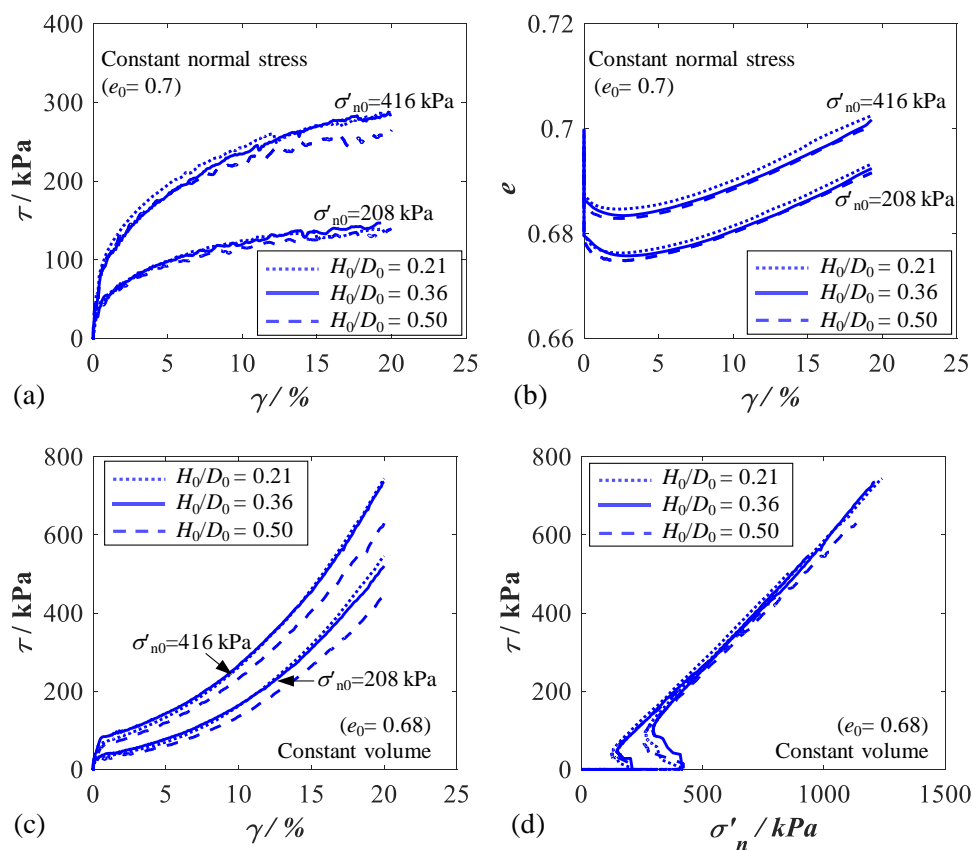 400
300
200
100
0
0 5 10 15 20 25
τ / kPa
γ / %
Constant normal stress
(e0= 0.7)
σ'n0=416 kPa
σ'n0=208 kPa
H0/D0 = 0.21
H0/D0 = 0.36
H0/D0 = 0.50
(a)
0.72
0.7
0.68
0.66
0 5 10 15 20 25
e
γ / %
Constant normal stress
(e0= 0.7)
σ'n0=416 kPa
σ'n0=208 kPa
H0/D0 = 0.21
H0/D0 = 0.36
H0/D0 = 0.50
(b)
800
600
400
200
0
0 5 10 15 20 25
τ / kPa
γ / %
H0/D0 = 0.21
H0/D0 = 0.36
H0/D0 = 0.50
σ'n0=416 kPa
σ'n0=208 kPa
(e0= 0.68)
Constant volume
(c)
800
600
400
200
0
0 500 1000 1500
τ / kPa
σ'n / kPa
H0/D0 = 0.21
H0/D0 = 0.36
H0/D0 = 0.50
(e0= 0.68)
Constant volume
(d)